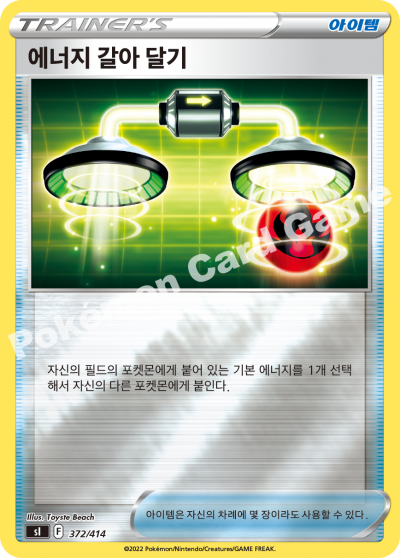 TRAINER'S
아이템
에너지 갈아 달기
Pokémon Card Game
자신의 필드의 포켓몬에게 붙어 있는 기본 에너지를 1개 선택
해서 자신의 다른 포켓몬에게 붙인다.
Illus. Toyste Beach
sI F 372/414
아이템은 자신의 차례에 몇 장이라도 사용할 수 있다.
©2022 Pokémon/Nintendo/Creatures/GAME FREAK.